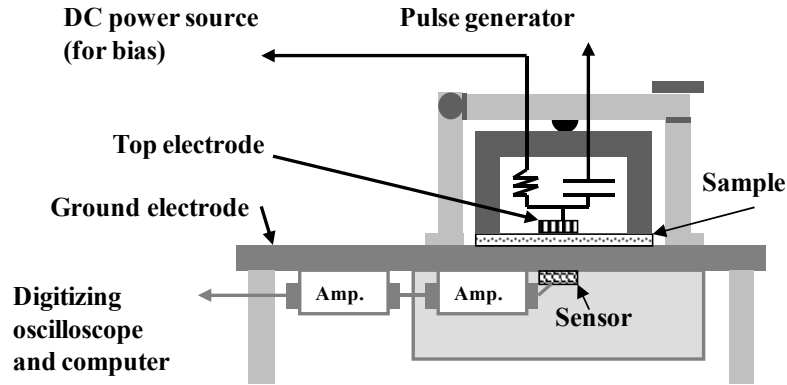 DC power source
(for bias)
Pulse generator
Top electrode
Sample
Ground electrode
Amp.
Amp.
Digitizing
oscilloscope
and computer
Sensor